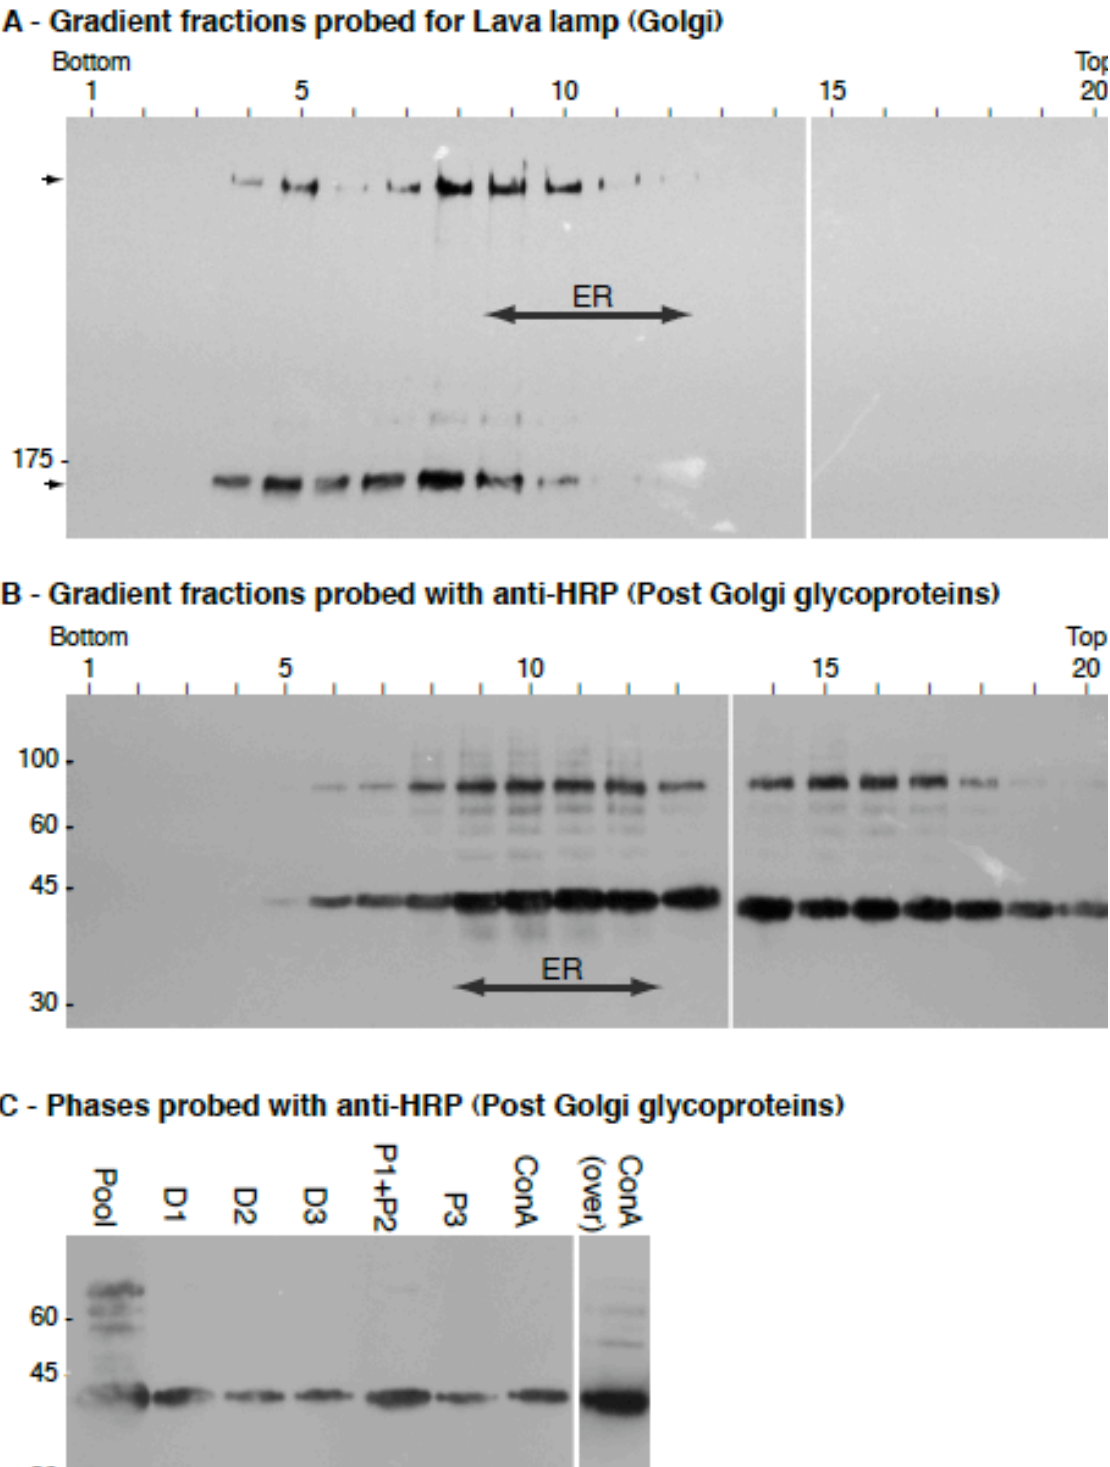 A - Gradient fractions probed for Lava lamp (Golgi)
Bottom Top
1 5 10 15 20
ER
175
B - Gradient fractions probed with anti-HRP (Post Golgi glycoproteins)
Bottom Top
1 5 10 15 20
100
60
45
ER
30
C - Phases probed with anti-HRP (Post Golgi glycoproteins)
Pool D1 D2 D3 P1+P2 P3 ConA ConA (over)
60
45